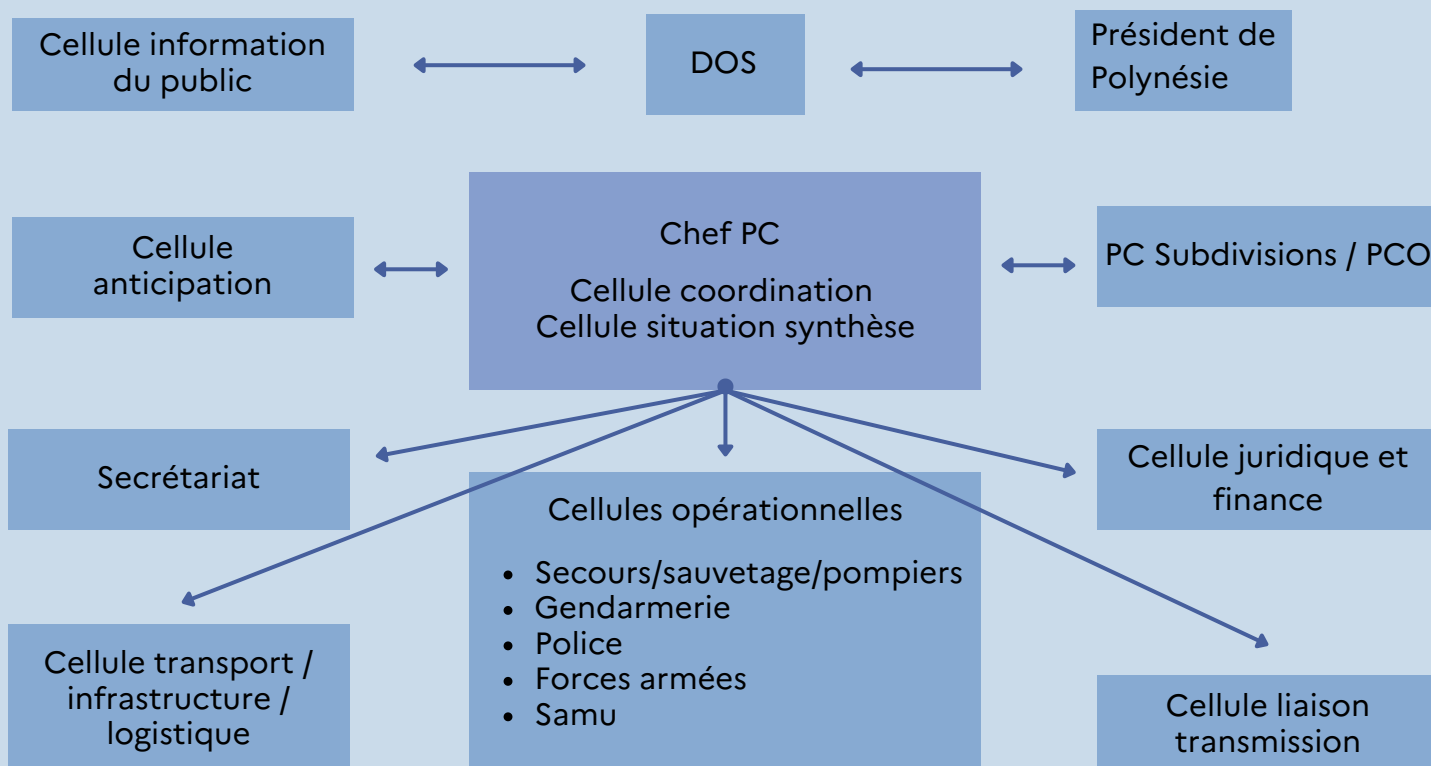 Cellule information
du public
DOS
Président de
Polynésie
Cellule
anticipation
Chef PC
Cellule coordination
Cellule situation synthèse
PC Subdivisions / PCO
Secrétariat
Cellules opérationnelles
• Secours/sauvetage/pompiers
• Gendarmerie
• Police
• Forces armées
• Samu
Cellule juridique et
finance
Cellule transport /
infrastructure /
logistique
Cellule liaison
transmission